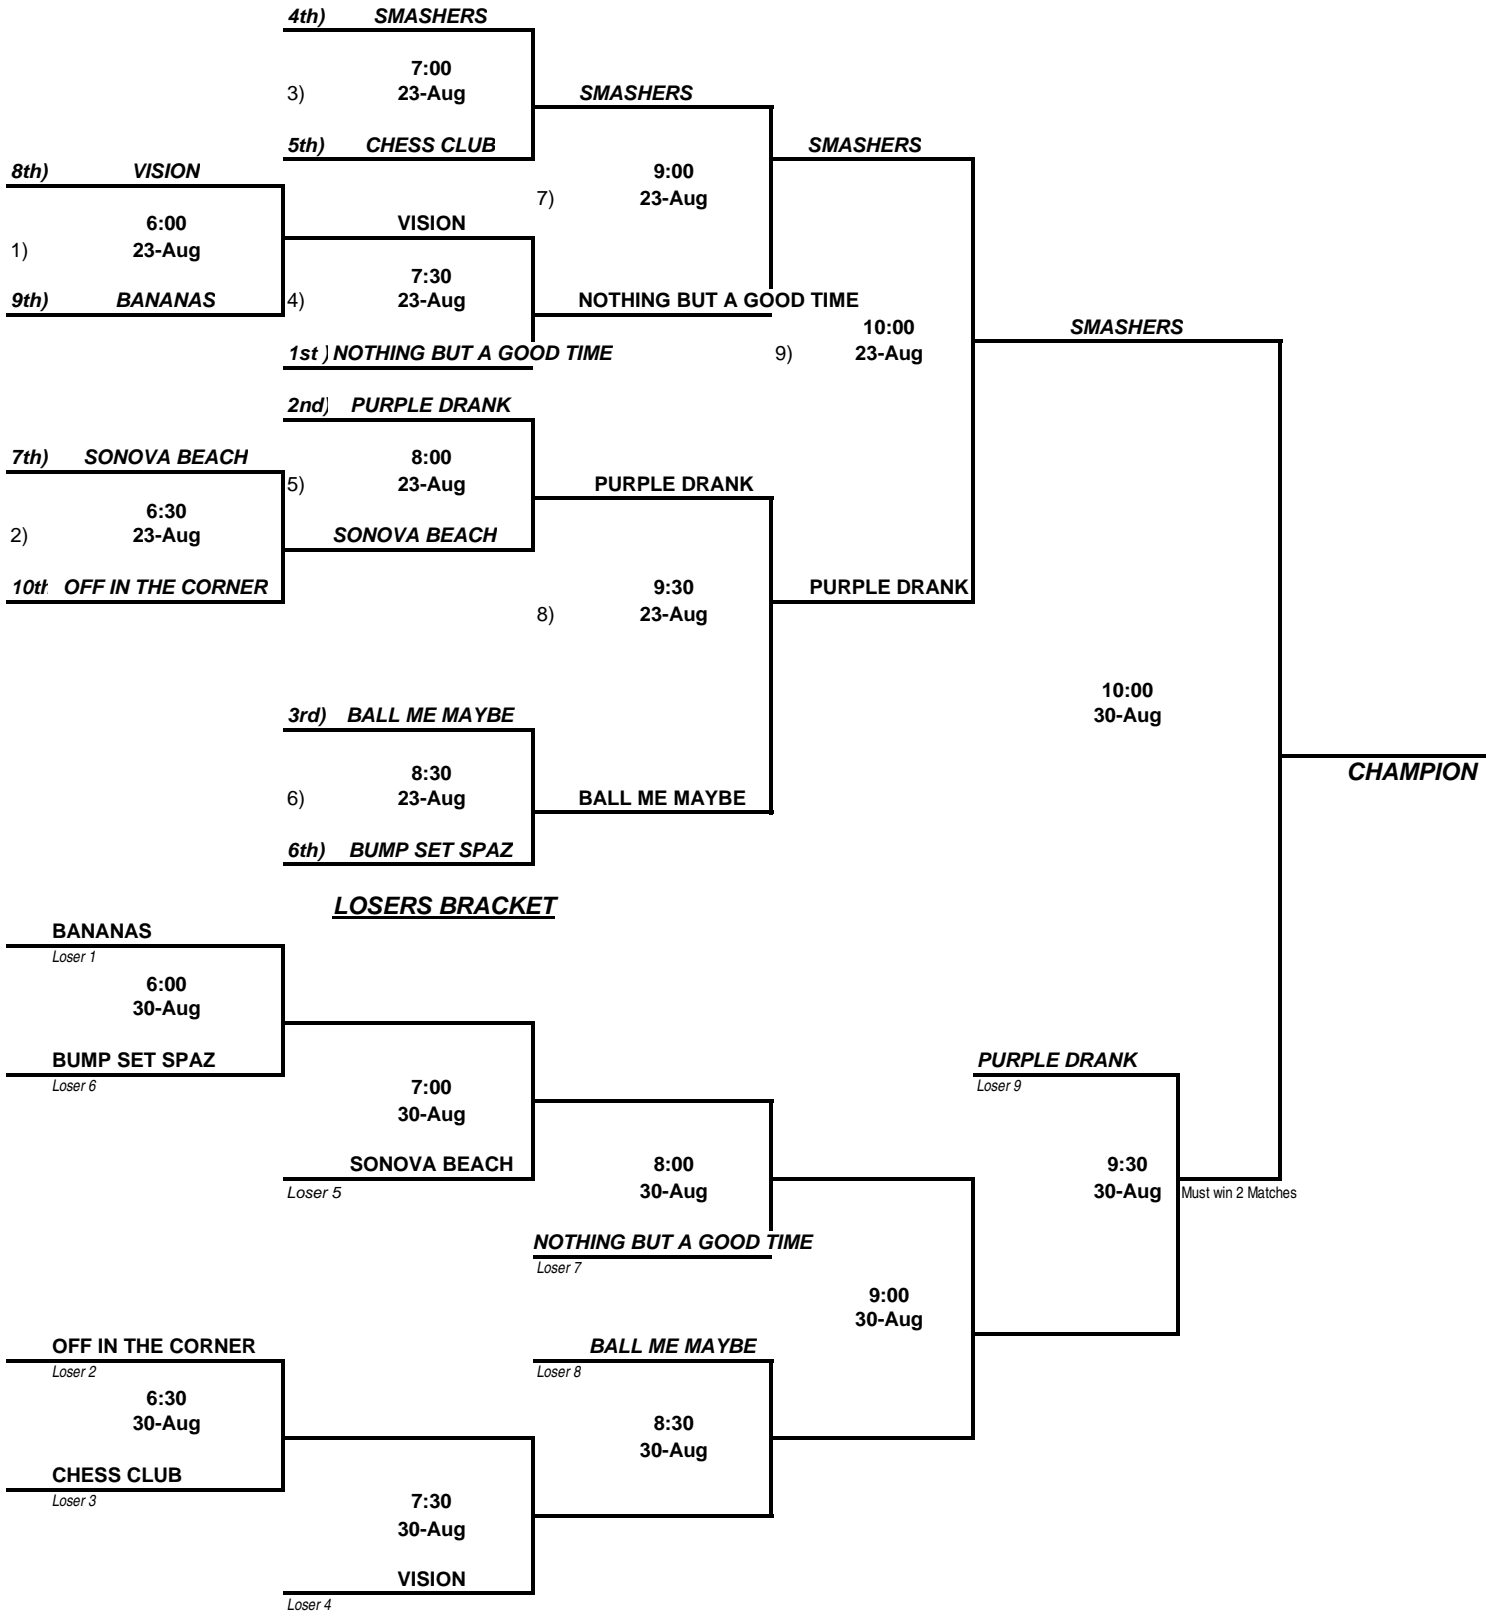 4th) SMASHERS
7:00
3) 23-Aug SMASHERS
5th) CHESS CLUB SMASHERS
8th) VISION 9:00
7) 23-Aug
6:00 VISION
1) 23-Aug
7:30
9th) BANANAS 4) 23-Aug NOTHING BUT A GOOD TIME
10:00 SMASHERS
1st ) NOTHING BUT A GOOD TIME 9) 23-Aug
2nd) PURPLE DRANK
7th) SONOVA BEACH 8:00
5) 23-Aug PURPLE DRANK
6:30
2) 23-Aug SONOVA BEACH
10th OFF IN THE CORNER 9:30 PURPLE DRANK
8) 23-Aug
10:00
3rd) BALL ME MAYBE 30-Aug
8:30 CHAMPION
6) 23-Aug BALL ME MAYBE
6th) BUMP SET SPAZ
LOSERS BRACKET
BANANAS
Loser 1
6:00
30-Aug
BUMP SET SPAZ PURPLE DRANK
Loser 6 7:00 Loser 9
30-Aug
SONOVA BEACH 8:00 9:30
Loser 5 30-Aug 30-Aug Must win 2 Matches
NOTHING BUT A GOOD TIME
Loser 7
9:00
30-Aug
OFF IN THE CORNER BALL ME MAYBE
Loser 2 Loser 8
6:30
30-Aug 8:30
30-Aug
CHESS CLUB
Loser 3 7:30
30-Aug
VISION
Loser 4